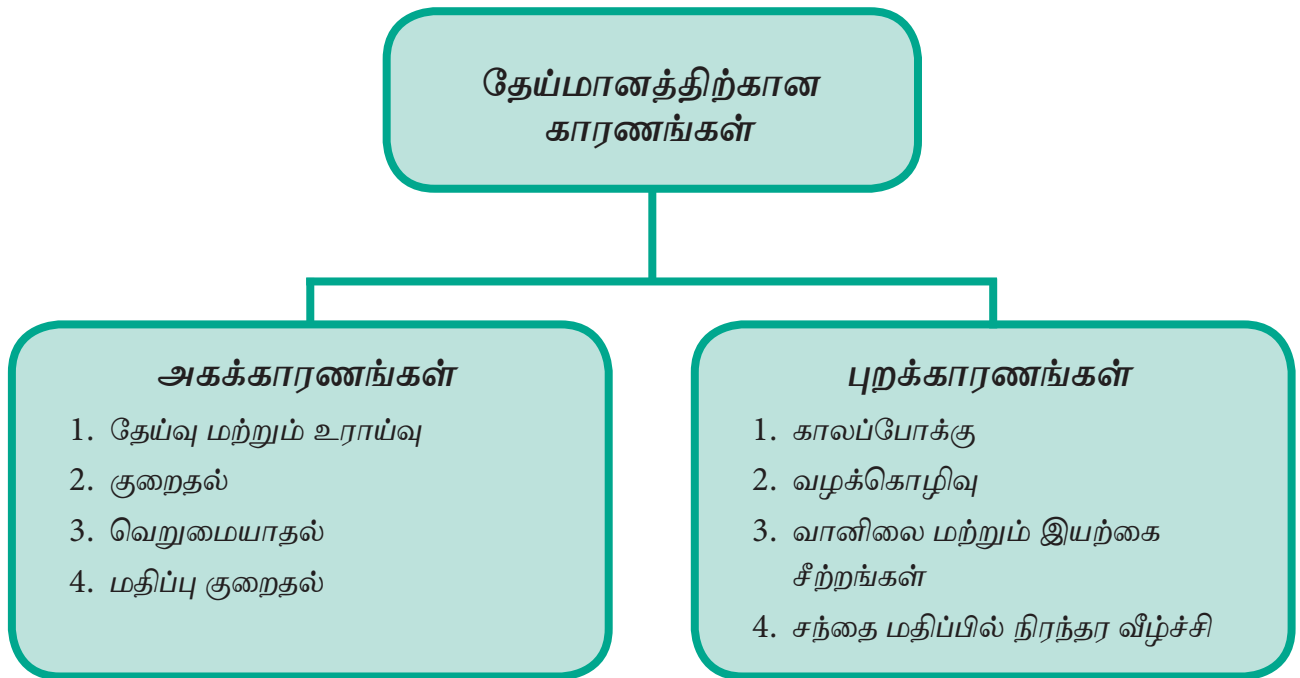 தேய்மானத்திற்கான
காரணங்கள்
அகக்காரணங்கள்
1. தேய்வு மற்றும் உராய்வு
2. குறைதல்
3. வெறுமையாதல்
4. மதிப்பு குறைதல்
புறக்காரணங்கள்
1. காலப்போக்கு
2. வழக்கொழிவு
3. வானிலை மற்றும் இயற்கை
சீற்றங்கள்
4. சந்தை மதிப்பில் நிரந்தர வீழ்ச்சி